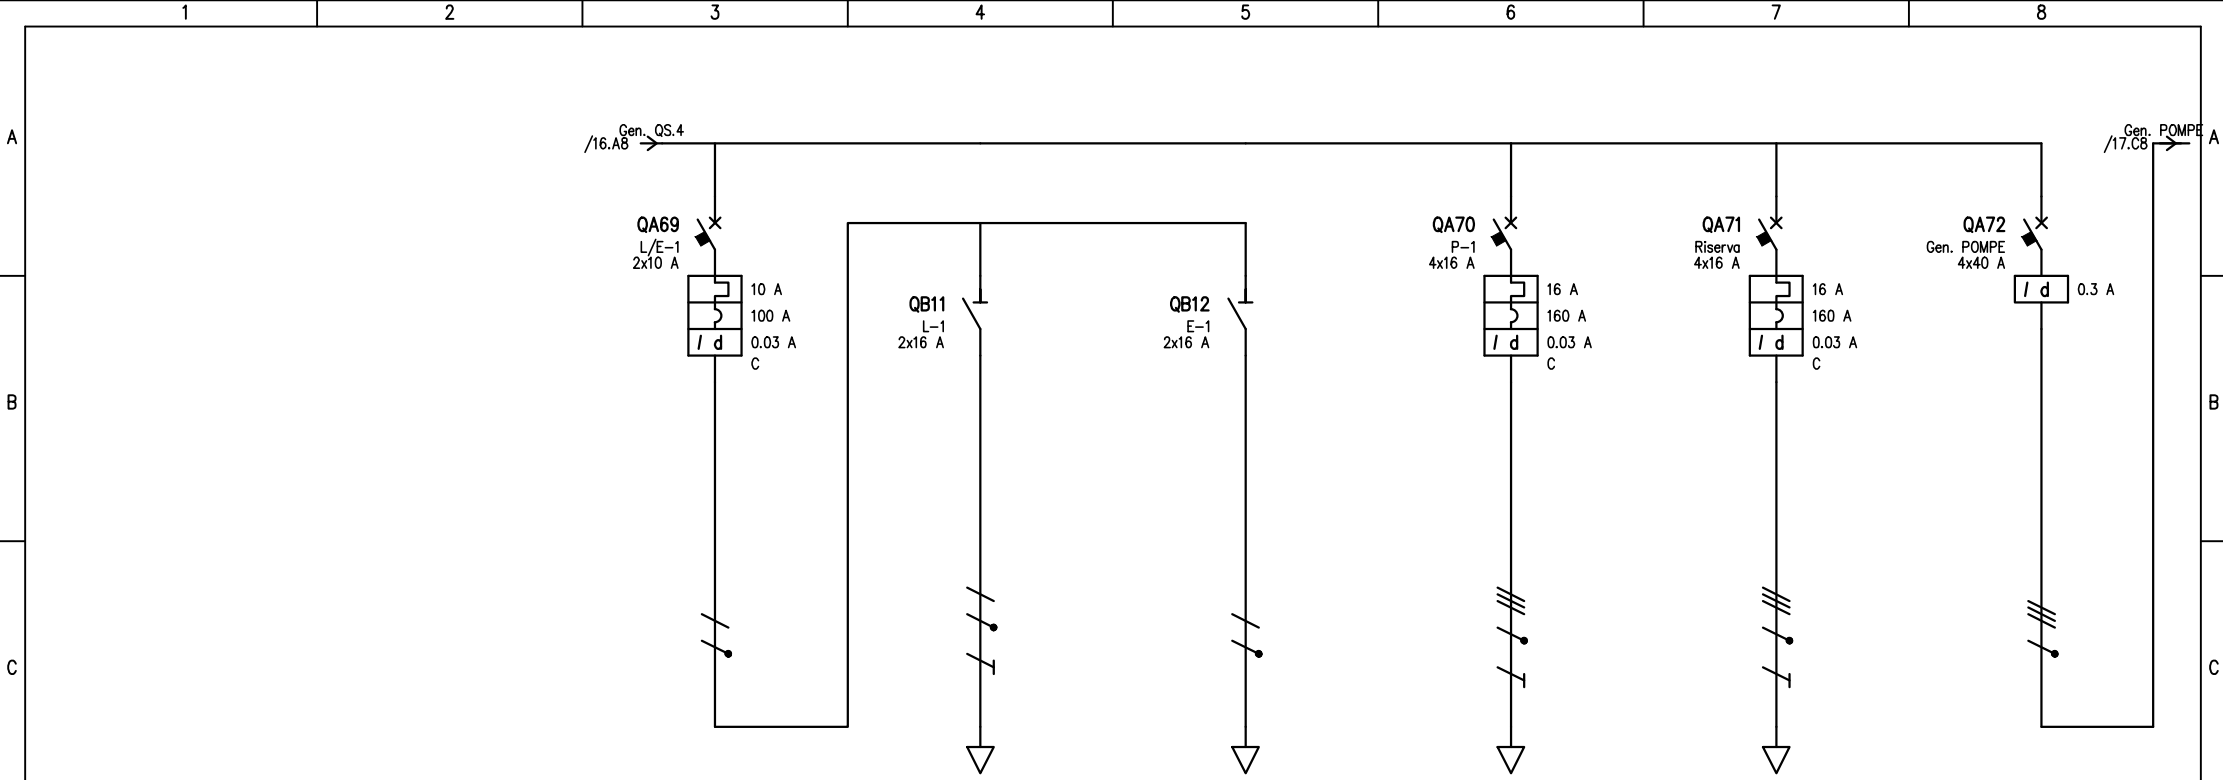 1 2 3 4 5 6 7 8
A A
Gen. QS.4
/16.A8
Gen. POMPE
/17.C8
QA69
L/E-1
2x10 A
10 A
100 A
I d 0.03 A
C
QB11
L-1
2x16 A
QB12
E-1
2x16 A
QA70
P-1
4x16 A
16 A
160 A
I d 0.03 A
C
QA71
Riserva
4x16 A
16 A
160 A
I d 0.03 A
C
QA72
Gen. POMPE
4x40 A
I d 0.3 A
B B
C C